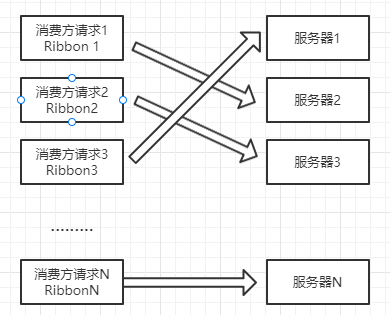 消费方请求1
Ribbon 1
服务器1
消费方请求2
Ribbon2
服务器2
消费方请求3
Ribbon3
服务器3
.........
消费方请求N
RibbonN
服务器N